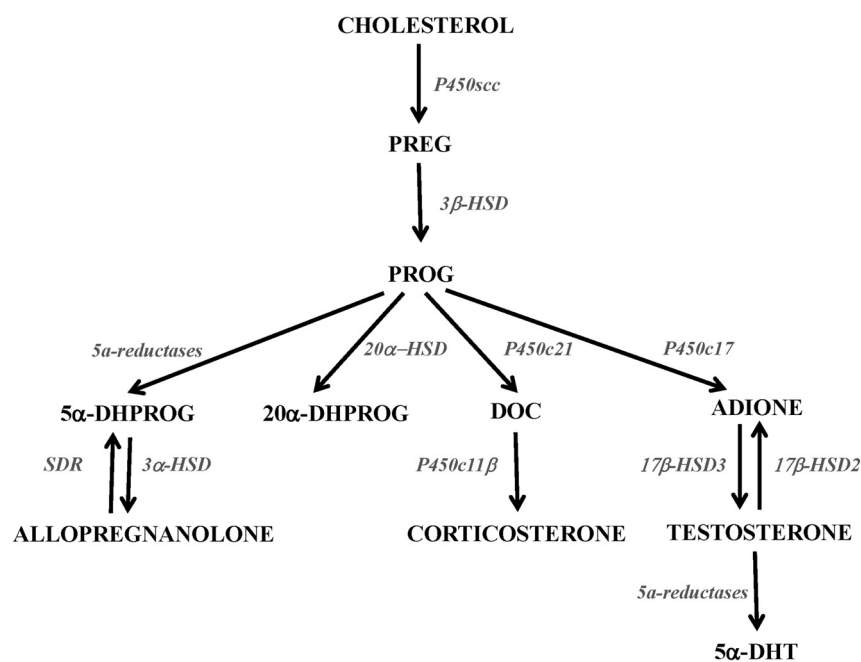 CHOLESTEROL
P450scc
PREG
3β-HSD
PROG
5a-reductases
20α–HSD
P450c21
P450c17
5α-DHPROG
20α-DHPROG
DOC
ADIONE
SDR
3α-HSD
P450c11β
17β-HSD3
17β-HSD2
ALLOPREGNANOLONE
CORTICOSTERONE
TESTOSTERONE
5a-reductases
5α-DHT